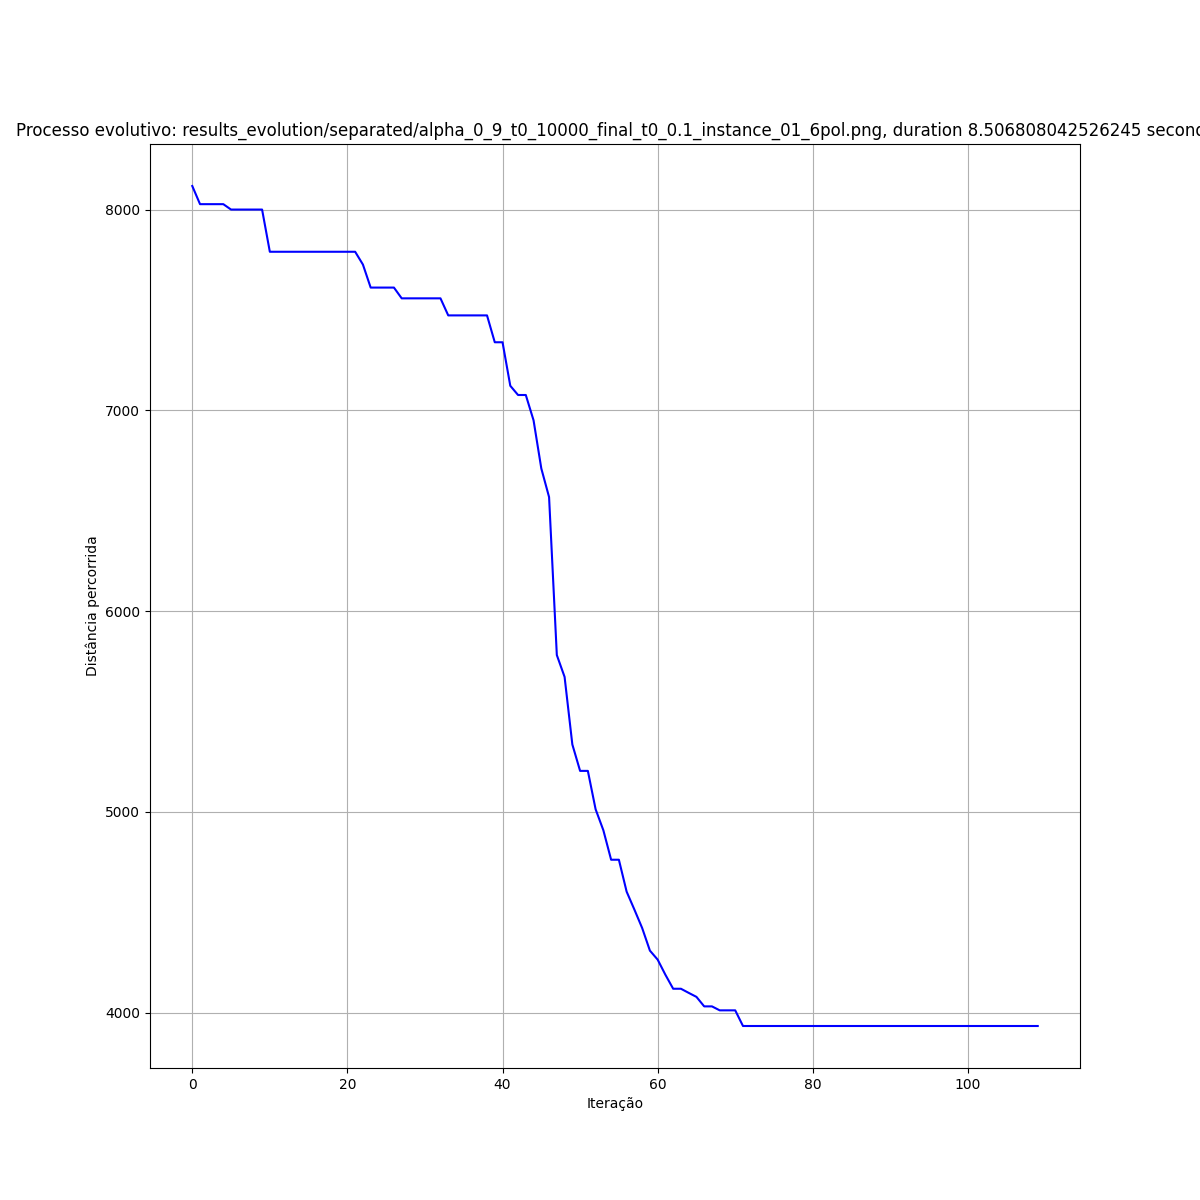 Processo evolutivo: results_evolution/separated/alpha_0_9_t0_10000_final_t0_0.1_instance_01_6pol.png, duration 8.506808042526245 secon
8000
7000
6000
5000
4000
Distância percorrida
0 20 40 60 80 100
Iteração